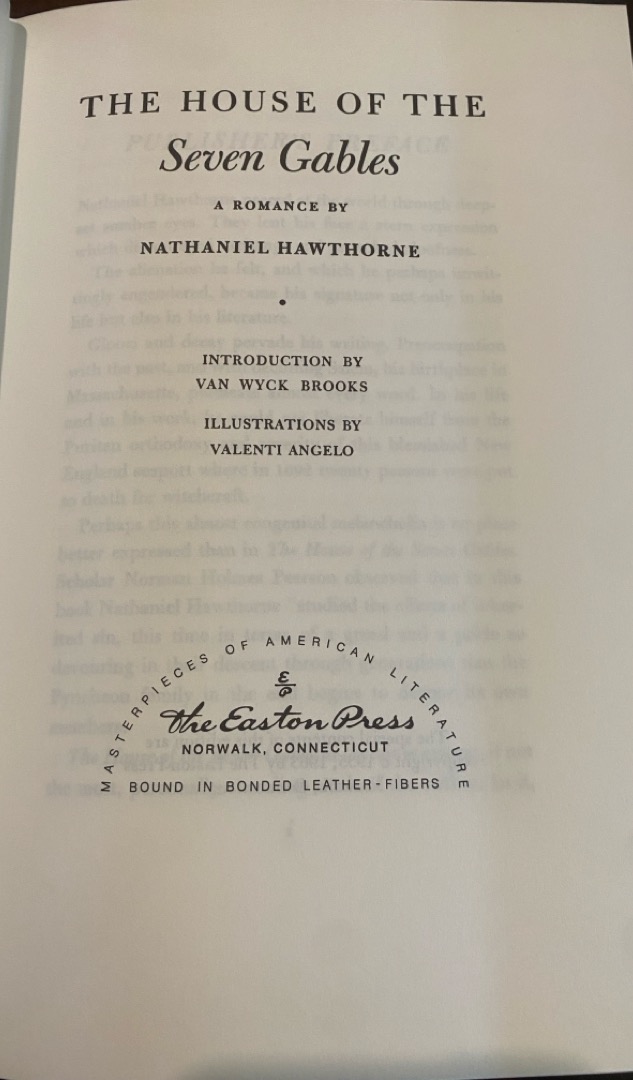 THE HOUSE OF THE
Seven Gables
A ROMANCE BY
NATHANIEL HAWTHORNE
•
INTRODUCTION BY
VAN WYCK BROOKS
ILLUSTRATIONS BY
VALENTI ANGELO
MASTERPIECES OF AMERICAN LITERATURE
The Easton Press
NORWALK, CONNECTICUT
BOUND IN BONDED LEATHER-FIBERS